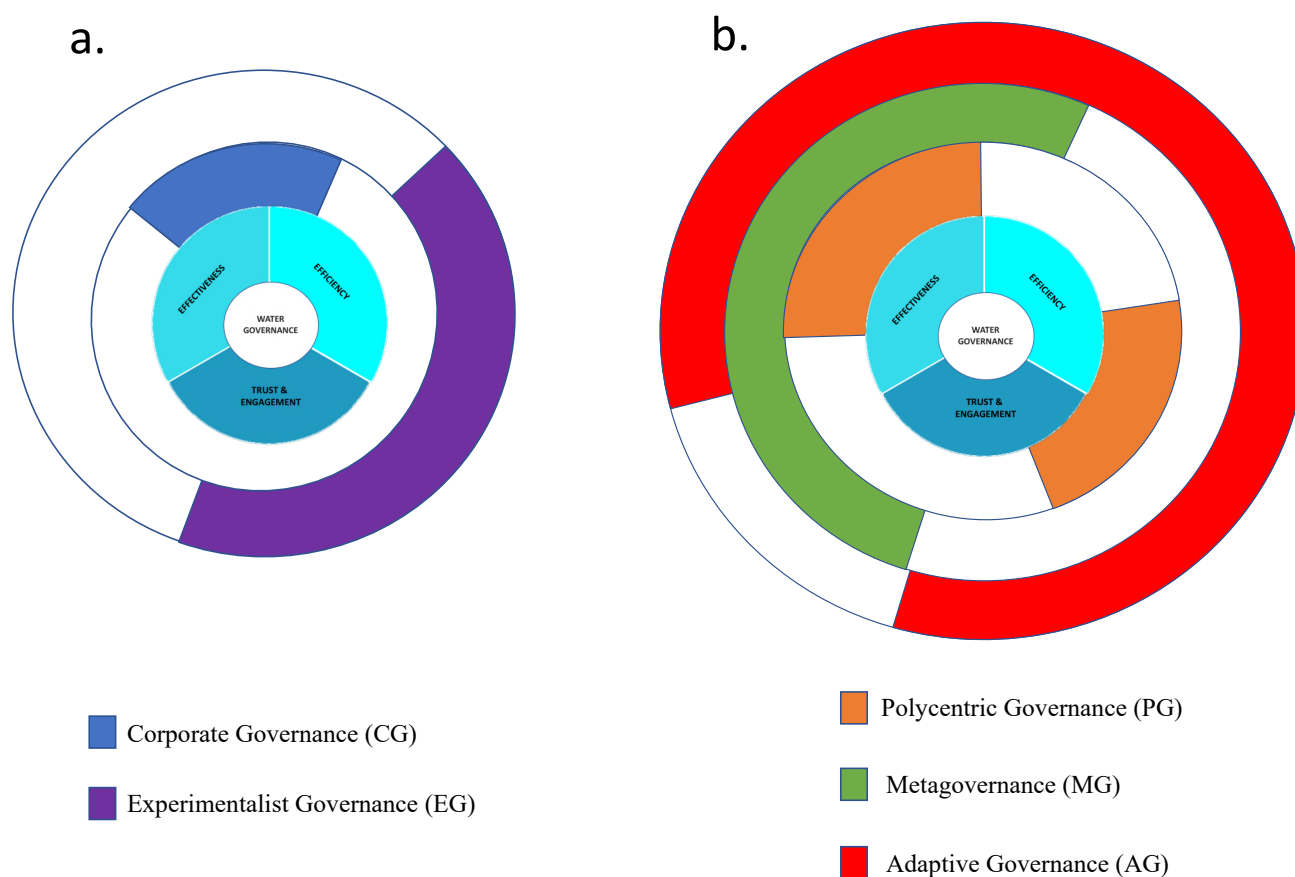 a.
EFFECTIVENESS
EFFICIENCY
WATER
GOVERNANCE
TRUST &
ENGAGEMENT
Corporate Governance (CG)
Experimentalist Governance (EG)
b.
EFFECTIVENESS
EFFICIENCY
WATER
GOVERNANCE
TRUST &
ENGAGEMENT
Polycentric Governance (PG)
Metagovernance (MG)
Adaptive Governance (AG)